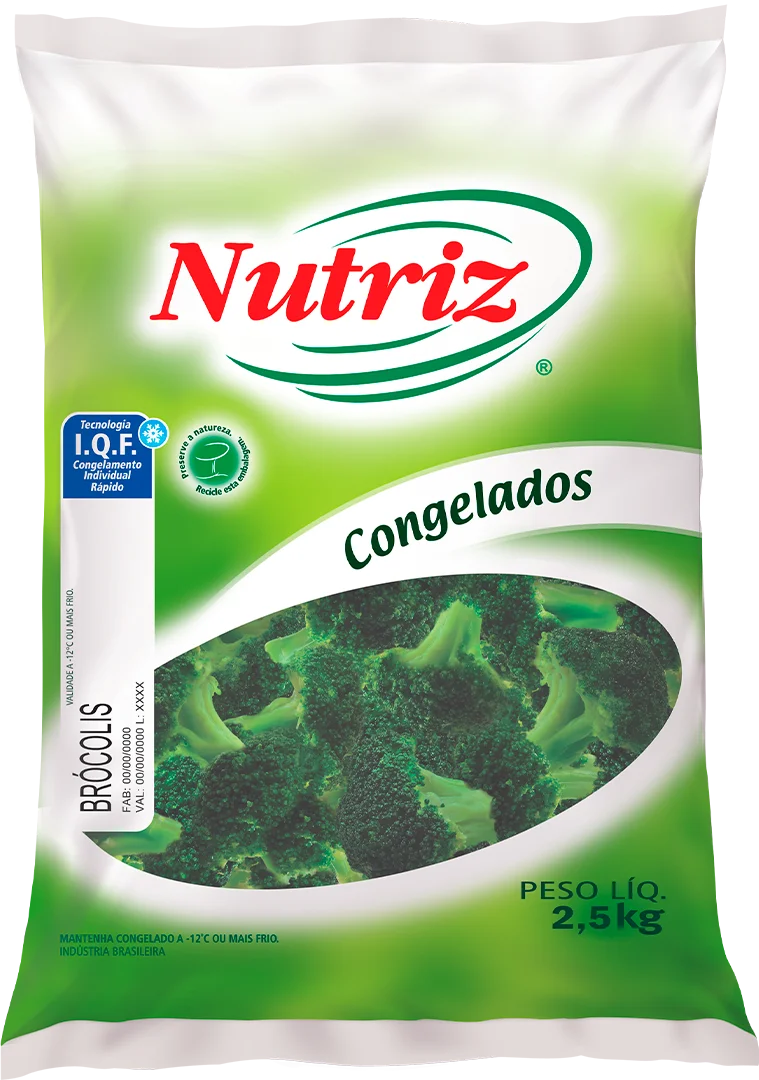 Nutriz
®
Tecnologia
I.Q.F.
Congelamento
Individual
Rápido
Preserve a natureza.
Recicle esta embalagem.
Congelados
VALIDADE A -12°C OU MAIS FRIO.
BRÓCOLIS
FAB: 00/00/0000
VAL: 00/00/0000 L: XXXX
PESO LÍQ.
2,5kg
MANTENHA CONGELADO A -12°C OU MAIS FRIO.
INDÚSTRIA BRASILEIRA